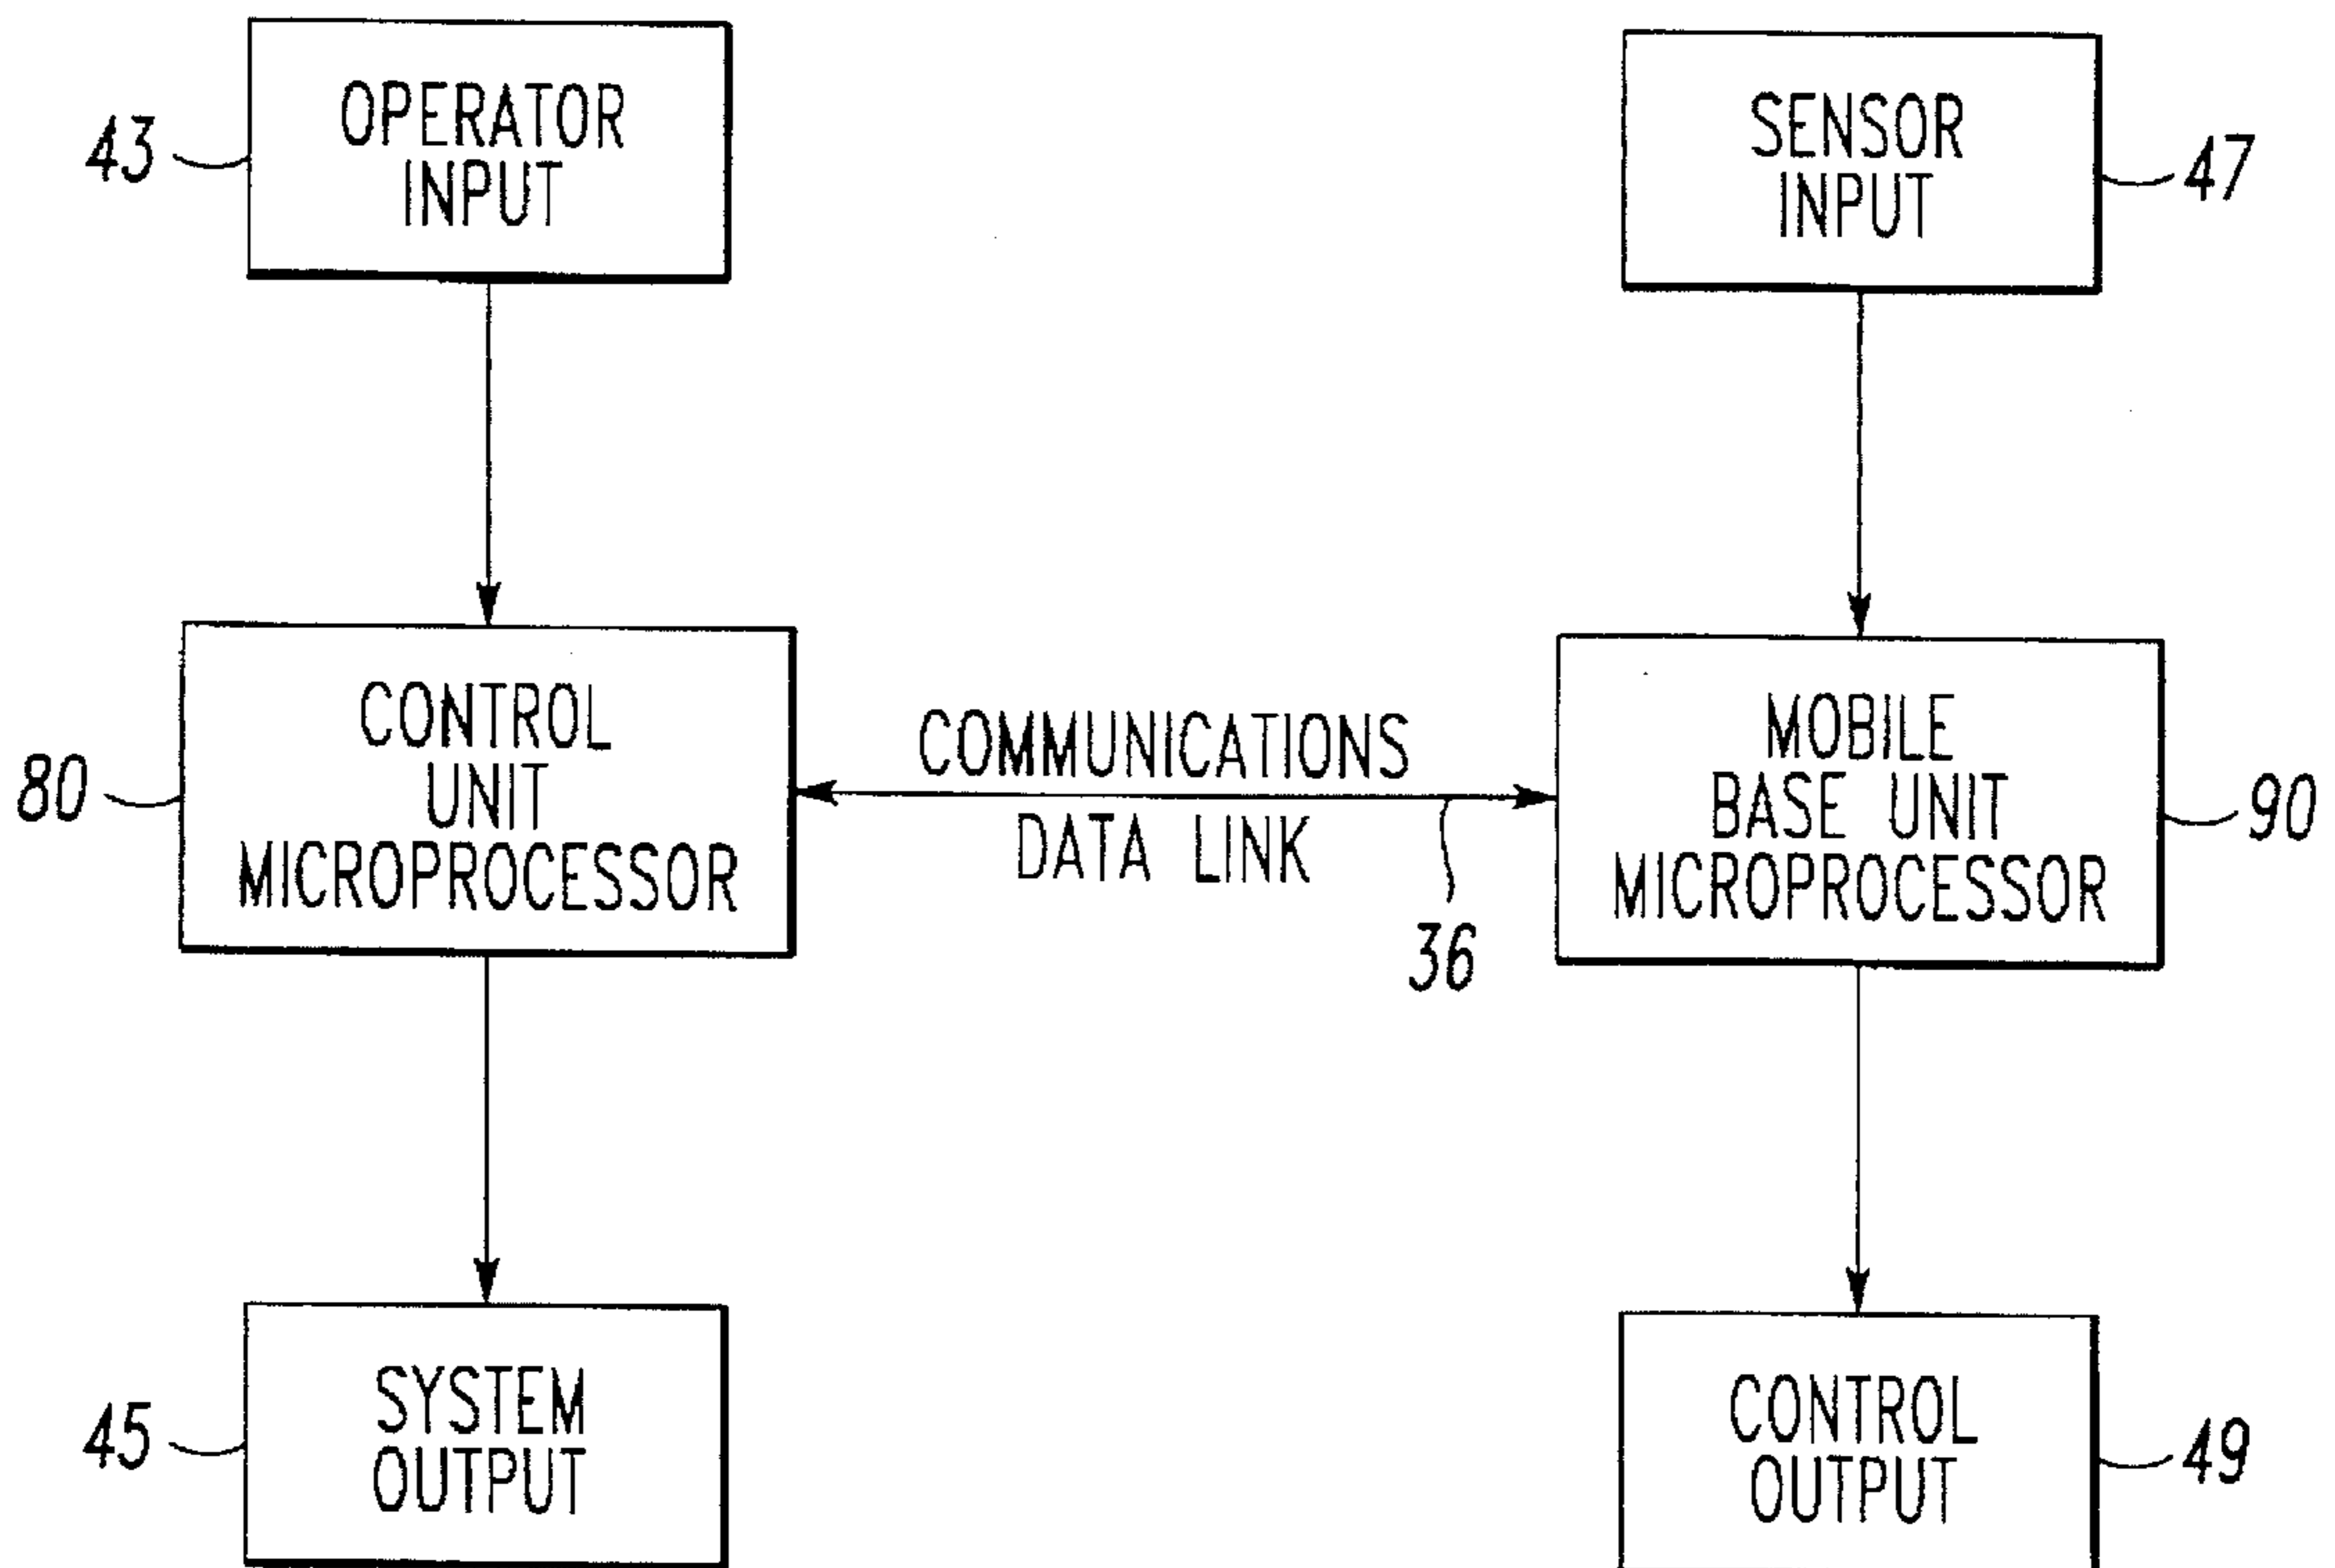 43
OPERATOR
INPUT
SENSOR
INPUT
47
80
CONTROL
UNIT
MICROPROCESSOR
COMMUNICATIONS
DATA LINK
36
MOBILE
BASE UNIT
MICROPROCESSOR
90
45
SYSTEM
OUTPUT
CONTROL
OUTPUT
49